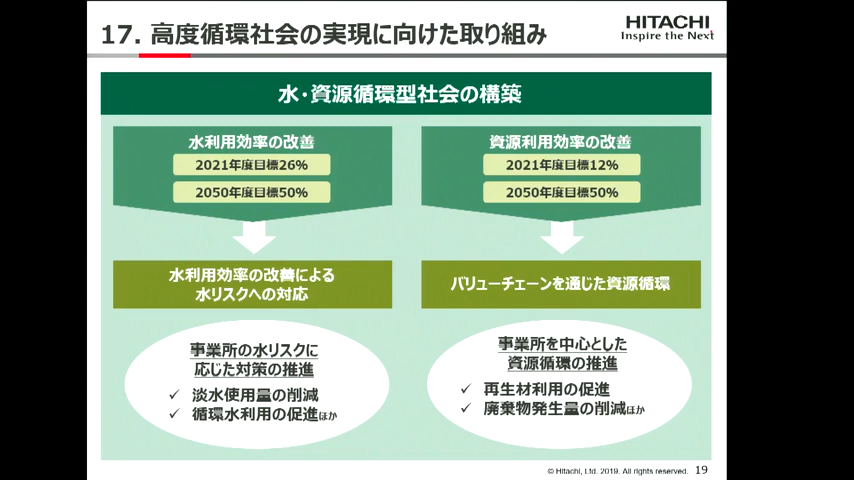 17. 高度循環社会の実現に向けた取り組み
HITACHI
Inspire the Next
水・資源循環型社会の構築
水利用効率の改善
2021年度目標26%
2050年度目標50%
水利用効率の改善による
水リスクへの対応
事業所の水リスクに
応じた対策の推進
✓ 淡水使用量の削減
✓ 循環水利用の促進ほか
資源利用効率の改善
2021年度目標12%
2050年度目標50%
バリューチェーンを通じた資源循環
事業所を中心とした
資源循環の推進
✓ 再生材利用の促進
✓ 廃棄物発生量の削減ほか
© Hitachi, Ltd. 2019. All rights reserved. 19